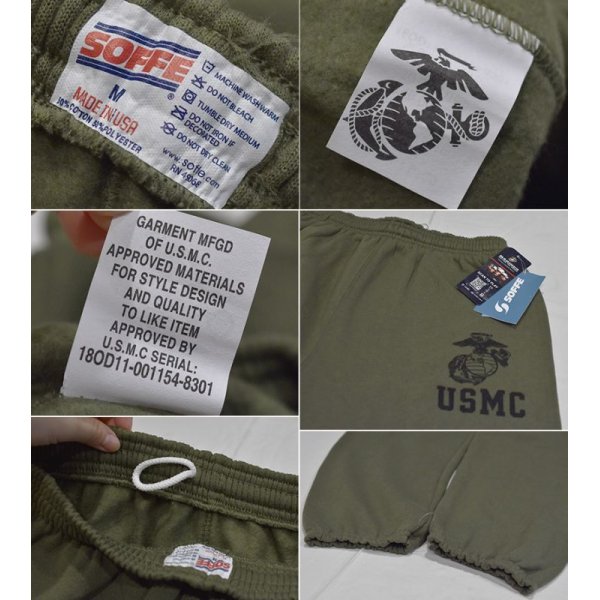 SOFFE
®
M
MADE IN USA
MACHINE WASH WARM
DO NOT BLEACH
TUMBLE DRY MEDIUM
DO NOT IRON IF
DECORATED
DO NOT DRY CLEAN
www.soffe.com
GARMENT MFGD
OF U.S.M.C.
APPROVED MATERIALS
FOR STYLE DESIGN
AND QUALITY
TO LIKE ITEM
APPROVED BY
U.S.M.C SERIAL:
180D11-001154-8301
SOFFE
USMC
SOFFE